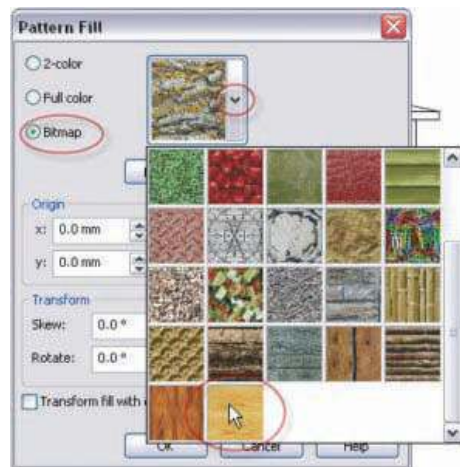 Pattern Fill
2-color
Full color
Bitmap
Origin
x: 0.0 mm
y: 0.0 mm
Transform
Skew: 0.0 °
Rotate: 0.0 °
Transform fill with
OK Cancel Help